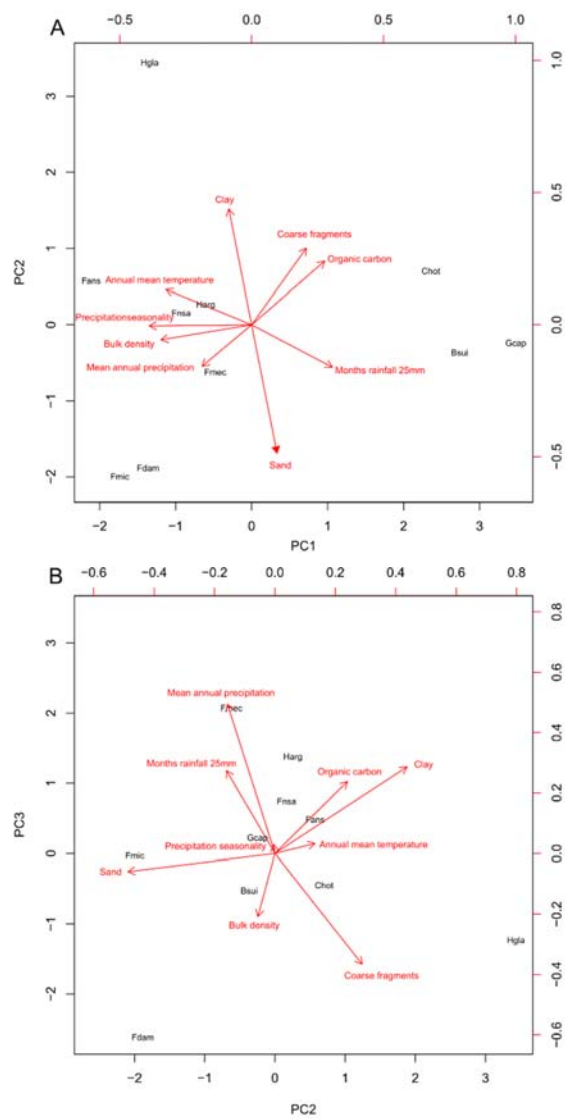 A
−0.5 0.0 0.5 1.0
Hgla
Clay
Coarse fragments
Organic carbon
Chot
Fans
Annual mean temperature
Harg
Fnsa
Precipitationseasonality
Bulk density
Gcap
Bsui
Mean annual precipitation
Fmec
Months rainfall 25mm
Sand
Fdam
Fmic
3
2
1
0
−1
−2
PC2
1.0
0.5
0.0
−0.5
−2 −1 0 1 2 3
PC1
B
−0.6 −0.4 −0.2 0.0 0.2 0.4 0.6 0.8
Mean annual precipitation
Fmec
Harg
Months rainfall 25mm
Organic carbon
Clay
Fnsa
Fans
Gcap
Precipitation seasonality
Annual mean temperature
Fmic
Sand
Bsui
Chot
Bulk density
Hgla
Coarse fragments
Fdam
3
2
1
0
−1
−2
PC3
0.8
0.6
0.4
0.2
0.0
−0.2
−0.4
−0.6
−2 −1 0 1 2 3
PC2